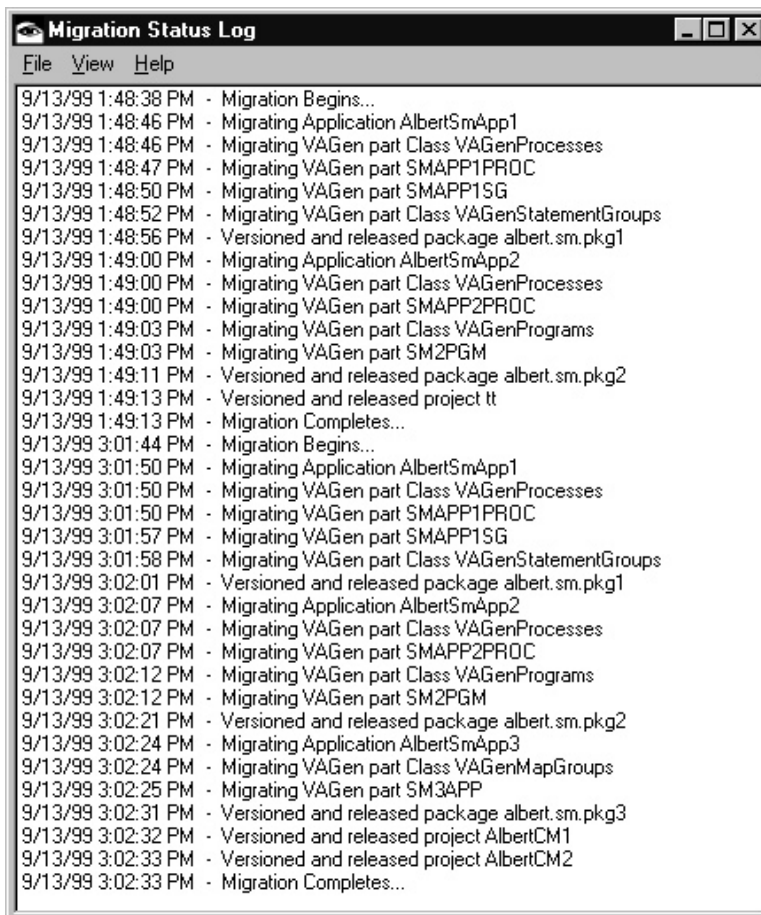 Migration Status Log
File View Help
9/13/99 1:48:38 PM - Migration Begins...
9/13/99 1:48:46 PM - Migrating Application AlbertSmApp1
9/13/99 1:48:46 PM - Migrating VAGen part Class VAGenProcesses
9/13/99 1:48:47 PM - Migrating VAGen part SMAPP1PROC
9/13/99 1:48:50 PM - Migrating VAGen part SMAPP1SG
9/13/99 1:48:52 PM - Migrating VAGen part Class VAGenStatementGroups
9/13/99 1:48:56 PM - Versioned and released package albert.sm.pkg1
9/13/99 1:49:00 PM - Migrating Application AlbertSmApp2
9/13/99 1:49:00 PM - Migrating VAGen part Class VAGenProcesses
9/13/99 1:49:00 PM - Migrating VAGen part SMAPP2PROC
9/13/99 1:49:03 PM - Migrating VAGen part Class VAGenPrograms
9/13/99 1:49:03 PM - Migrating VAGen part SM2PGM
9/13/99 1:49:11 PM - Versioned and released package albert.sm.pkg2
9/13/99 1:49:13 PM - Versioned and released project tt
9/13/99 1:49:13 PM - Migration Completes...
9/13/99 3:01:44 PM - Migration Begins...
9/13/99 3:01:50 PM - Migrating Application AlbertSmApp1
9/13/99 3:01:50 PM - Migrating VAGen part Class VAGenProcesses
9/13/99 3:01:50 PM - Migrating VAGen part SMAPP1PROC
9/13/99 3:01:57 PM - Migrating VAGen part SMAPP1SG
9/13/99 3:01:58 PM - Migrating VAGen part Class VAGenStatementGroups
9/13/99 3:02:01 PM - Versioned and released package albert.sm.pkg1
9/13/99 3:02:07 PM - Migrating Application AlbertSmApp2
9/13/99 3:02:07 PM - Migrating VAGen part Class VAGenProcesses
9/13/99 3:02:07 PM - Migrating VAGen part SMAPP2PROC
9/13/99 3:02:12 PM - Migrating VAGen part Class VAGenPrograms
9/13/99 3:02:12 PM - Migrating VAGen part SM2PGM
9/13/99 3:02:21 PM - Versioned and released package albert.sm.pkg2
9/13/99 3:02:24 PM - Migrating Application AlbertSmApp3
9/13/99 3:02:24 PM - Migrating VAGen part Class VAGenMapGroups
9/13/99 3:02:25 PM - Migrating VAGen part SM3APP
9/13/99 3:02:31 PM - Versioned and released package albert.sm.pkg3
9/13/99 3:02:32 PM - Versioned and released project AlbertCM1
9/13/99 3:02:33 PM - Versioned and released project AlbertCM2
9/13/99 3:02:33 PM - Migration Completes...